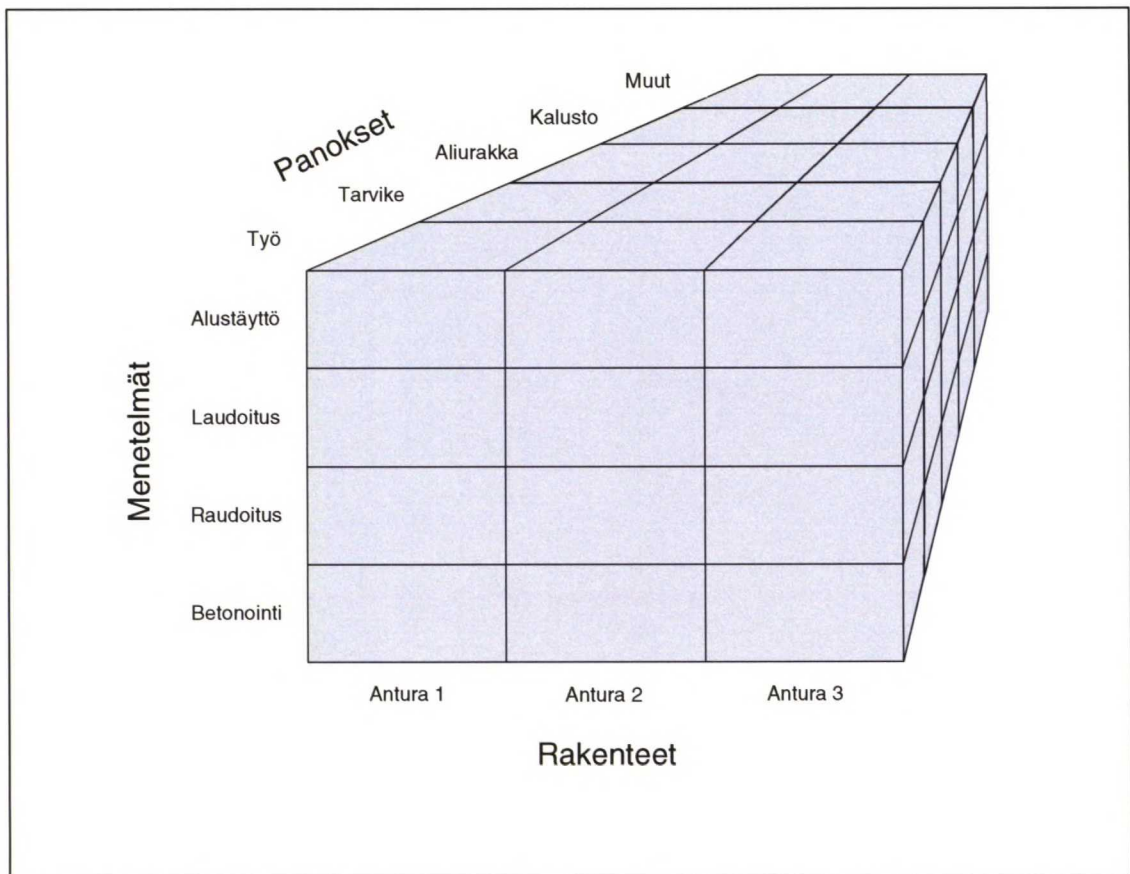 Muut
Kalusto
Panokset
Aliurakka
Tarvike
Työ
Alustäyttö
Menetelmät
Laudoitus
Raudoitus
Betonointi
Antura 1 Antura 2 Antura 3
Rakenteet